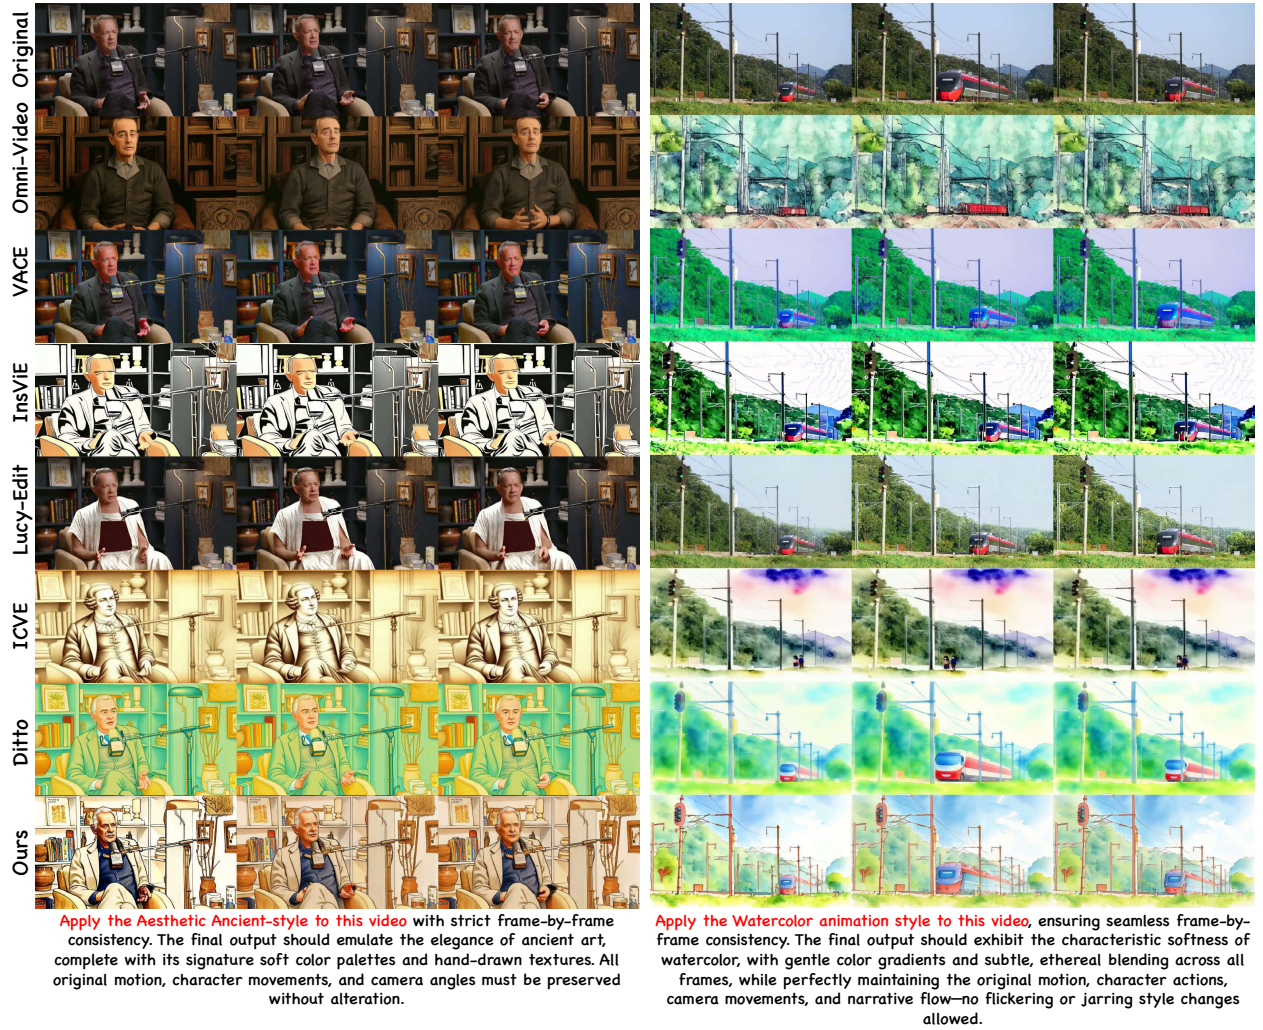 Original
Omni-Video
VACE
InsViE
Lucy-Edit
ICVE
Ditto
Ours
Apply the Aesthetic Ancient-style to this video with strict frame-by-frame
consistency. The final output should emulate the elegance of ancient art,
complete with its signature soft color palettes and hand-drawn textures. All
original motion, character movements, and camera angles must be preserved
without alteration.
Apply the Watercolor animation style to this video, ensuring seamless frame-by-
frame consistency. The final output should exhibit the characteristic softness of
watercolor, with gentle color gradients and subtle, ethereal blending across all
frames, while perfectly maintaining the original motion, character actions,
camera movements, and narrative flow—no flickering or jarring style changes
allowed.